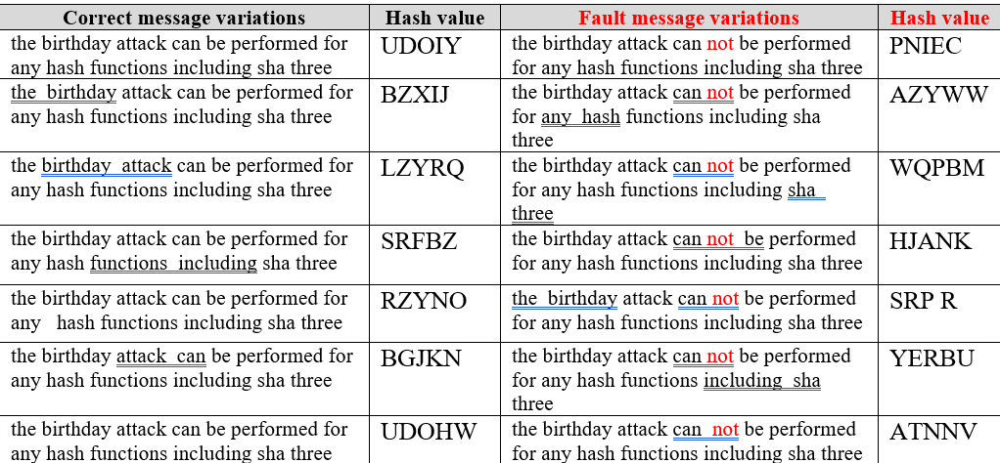 Correct message variations Hash value Fault message variations Hash value
the birthday attack can be performed for
any hash functions including sha three
UDOIY
the birthday attack can not be performed
for any hash functions including sha three
PNIEC
the  birthday attack can be performed for
any hash functions including sha three
BZXIJ
the birthday attack can not be performed
for any  hash functions including sha
three
AZYWW
the birthday  attack can be performed for
any hash functions including sha three
LZYRQ
the birthday attack can not be performed
for any hash functions including sha
three
WQPBM
the birthday attack can be performed for
any hash functions  including sha three
SRFBZ
the birthday attack can not  be performed
for any hash functions including sha three
HJANK
the birthday attack can be performed for
any   hash functions including sha three
RZYNO
the  birthday attack can not be performed
for any hash functions including sha three
SRP R
the birthday attack  can be performed for
any hash functions including sha three
BGJKN
the birthday attack can not be performed
for any hash functions including  sha
three
YERBU
the birthday attack can be performed for
any hash functions including sha three
UDOHW
the birthday attack can  not be performed
for any hash functions including sha three
ATNNV